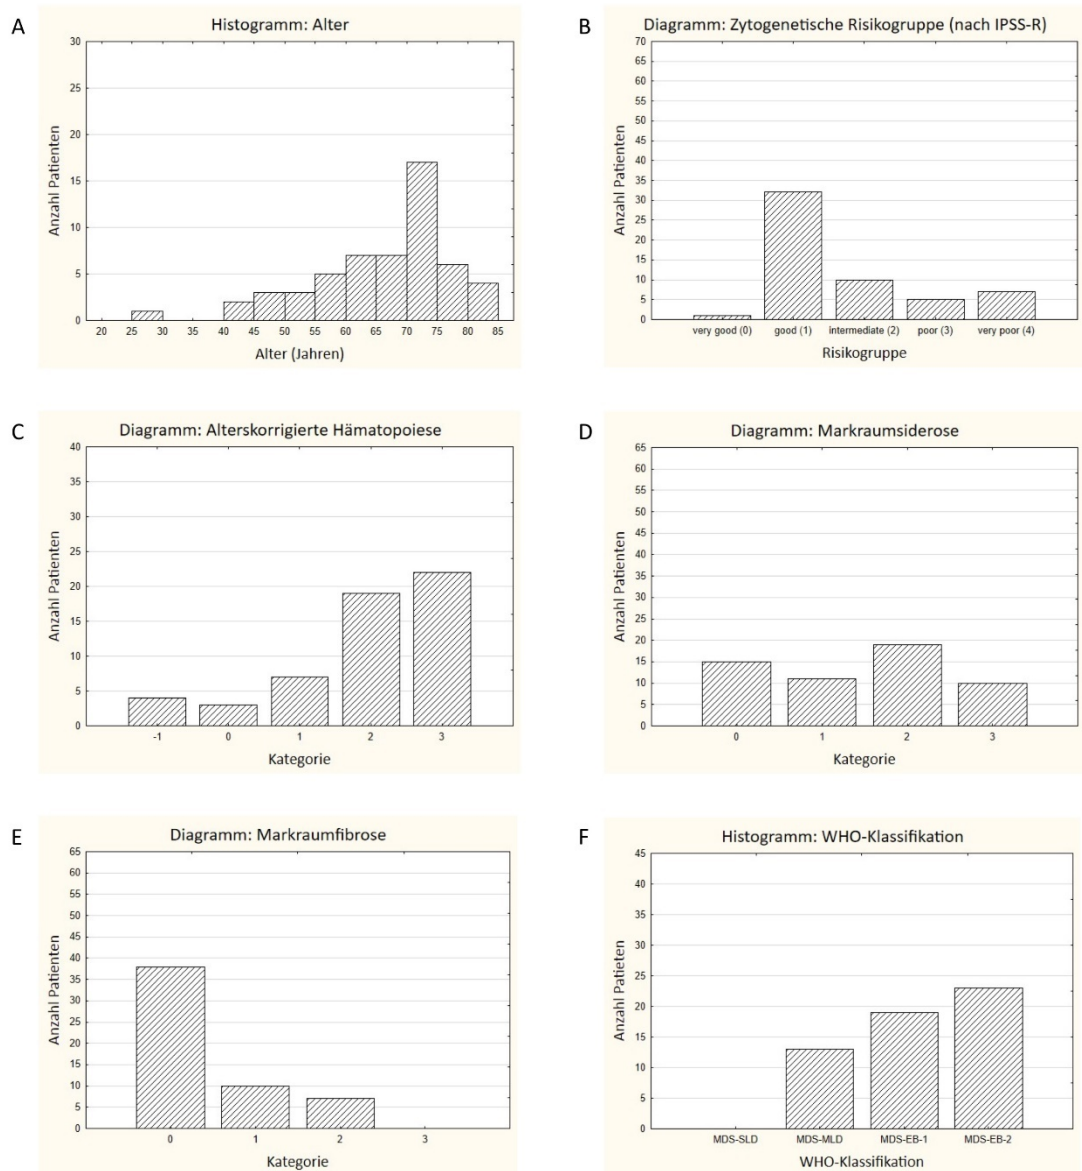 A
Histogramm: Alter
Anzahl Patienten
30
25
20
15
10
5
0
20 25 30 35 40 45 50 55 60 65 70 75 80 85
Alter (Jahren)
B
Diagramm: Zytogenetische Risikogruppe (nach IPSS-R)
Anzahl Patienten
70
65
60
55
50
45
40
35
30
25
20
15
10
5
0
very good (0) good (1) intermediate (2) poor (3) very poor (4)
Risikogruppe
C
Diagramm: Alterskorrigierte Hämatopoiese
Anzahl Patienten
40
35
30
25
20
15
10
5
0
-1 0 1 2 3
Kategorie
D
Diagramm: Markraumsiderose
Anzahl Patienten
65
60
55
50
45
40
35
30
25
20
15
10
5
0
0 1 2 3
Kategorie
E
Diagramm: Markraumfibrose
Anzahl Patienten
65
60
55
50
45
40
35
30
25
20
15
10
5
0
0 1 2 3
Kategorie
F
Histogramm: WHO-Klassifikation
Anzahl Patieten
45
40
35
30
25
20
15
10
5
0
MDS-SLD MDS-MLD MDS-EB-1 MDS-EB-2
WHO-Klassifikation